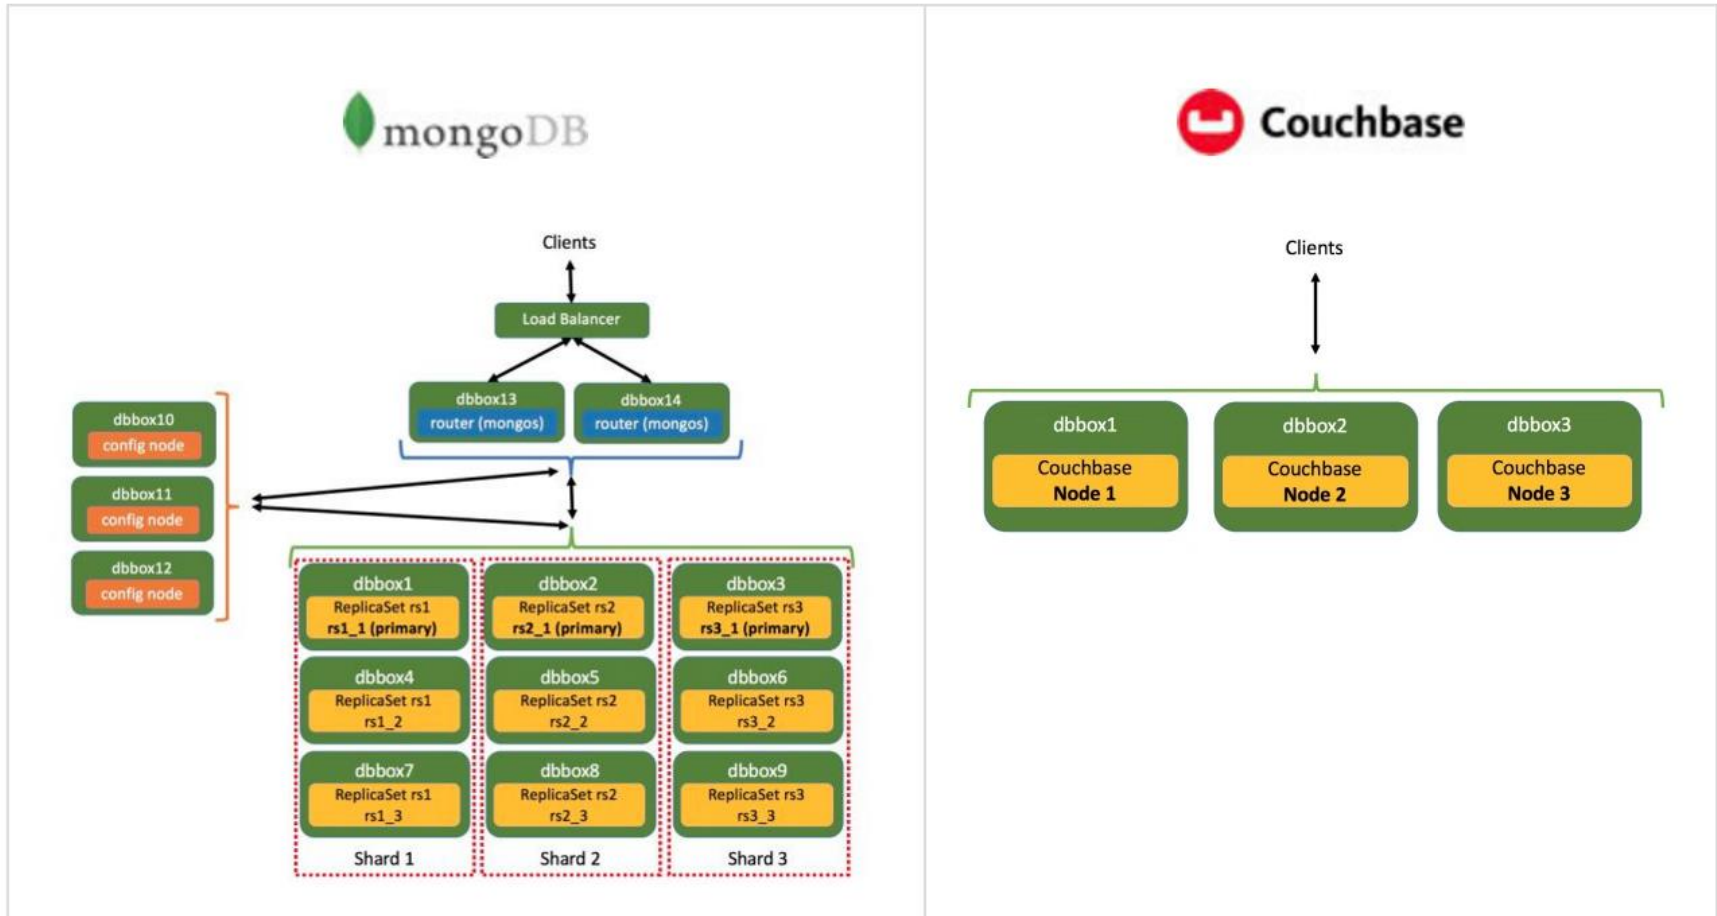 mongoDB
Clients
Load Balancer
dbbox13
router (mongos)
dbbox14
router (mongos)
dbbox10
config node
dbbox11
config node
dbbox12
config node
dbbox1
ReplicaSet rs1
rs1_1 (primary)
dbbox2
ReplicaSet rs2
rs2_1 (primary)
dbbox3
ReplicaSet rs3
rs3_1 (primary)
dbbox4
ReplicaSet rs1
rs1_2
dbbox5
ReplicaSet rs2
rs2_2
dbbox6
ReplicaSet rs3
rs3_2
dbbox7
ReplicaSet rs1
rs1_3
dbbox8
ReplicaSet rs2
rs2_3
dbbox9
ReplicaSet rs3
rs3_3
Shard 1
Shard 2
Shard 3
Couchbase
Clients
dbbox1
Couchbase
Node 1
dbbox2
Couchbase
Node 2
dbbox3
Couchbase
Node 3